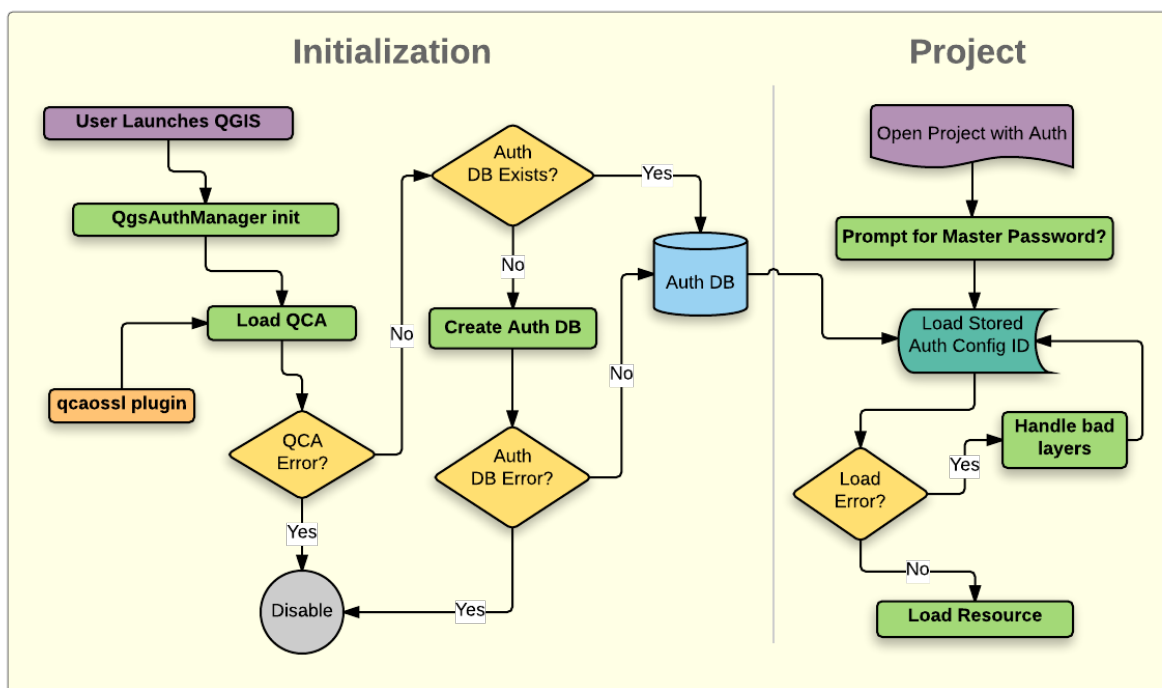 Initialization
Project
User Launches QGIS
QgsAuthManager init
Load QCA
qcaossl plugin
QCA
Error?
Yes
Disable
No
Auth
DB Exists?
Yes
No
Create Auth DB
Auth
DB Error?
Yes
No
Auth DB
Open Project with Auth
Prompt for Master Password?
Load Stored
Auth Config ID
Load
Error?
Yes
Handle bad
layers
No
Load Resource